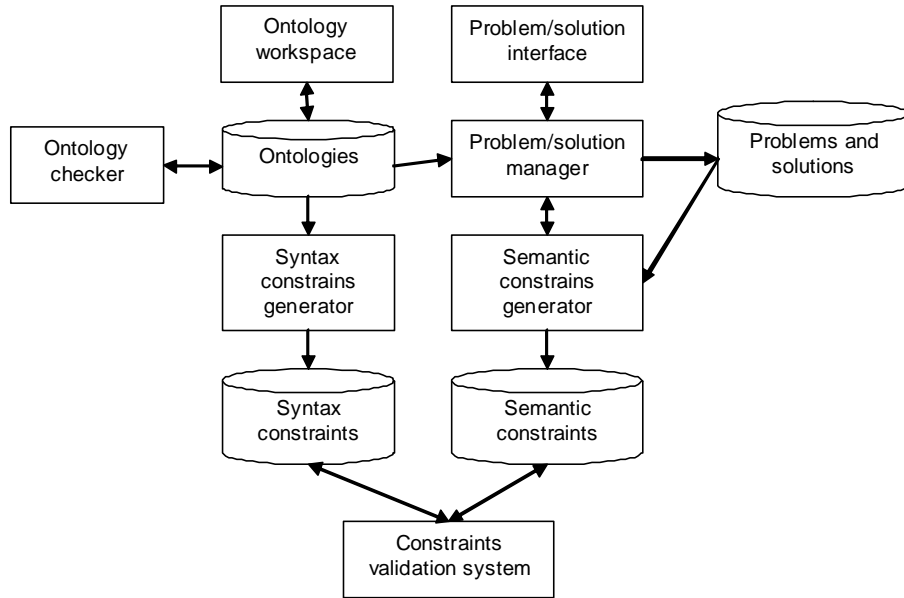 Ontology
workspace
Problem/solution
interface
Ontology
checker
Ontologies
Problem/solution
manager
Problems and
solutions
Syntax
constrains
generator
Semantic
constrains
generator
Syntax
constraints
Semantic
constraints
Constraints
validation system